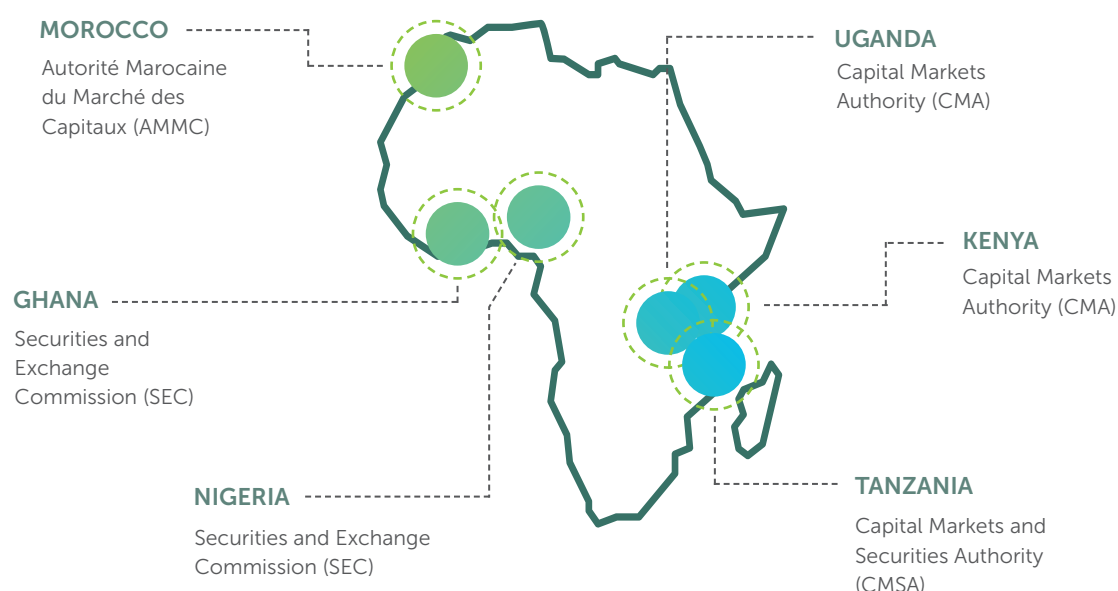 MOROCCO
Autorité Marocaine
du Marché des
Capitaux (AMMC)
UGANDA
Capital Markets
Authority (CMA)
KENYA
Capital Markets
Authority (CMA)
GHANA
Securities and
Exchange
Commission (SEC)
NIGERIA
Securities and Exchange
Commission (SEC)
TANZANIA
Capital Markets and
Securities Authority
(CMSA)